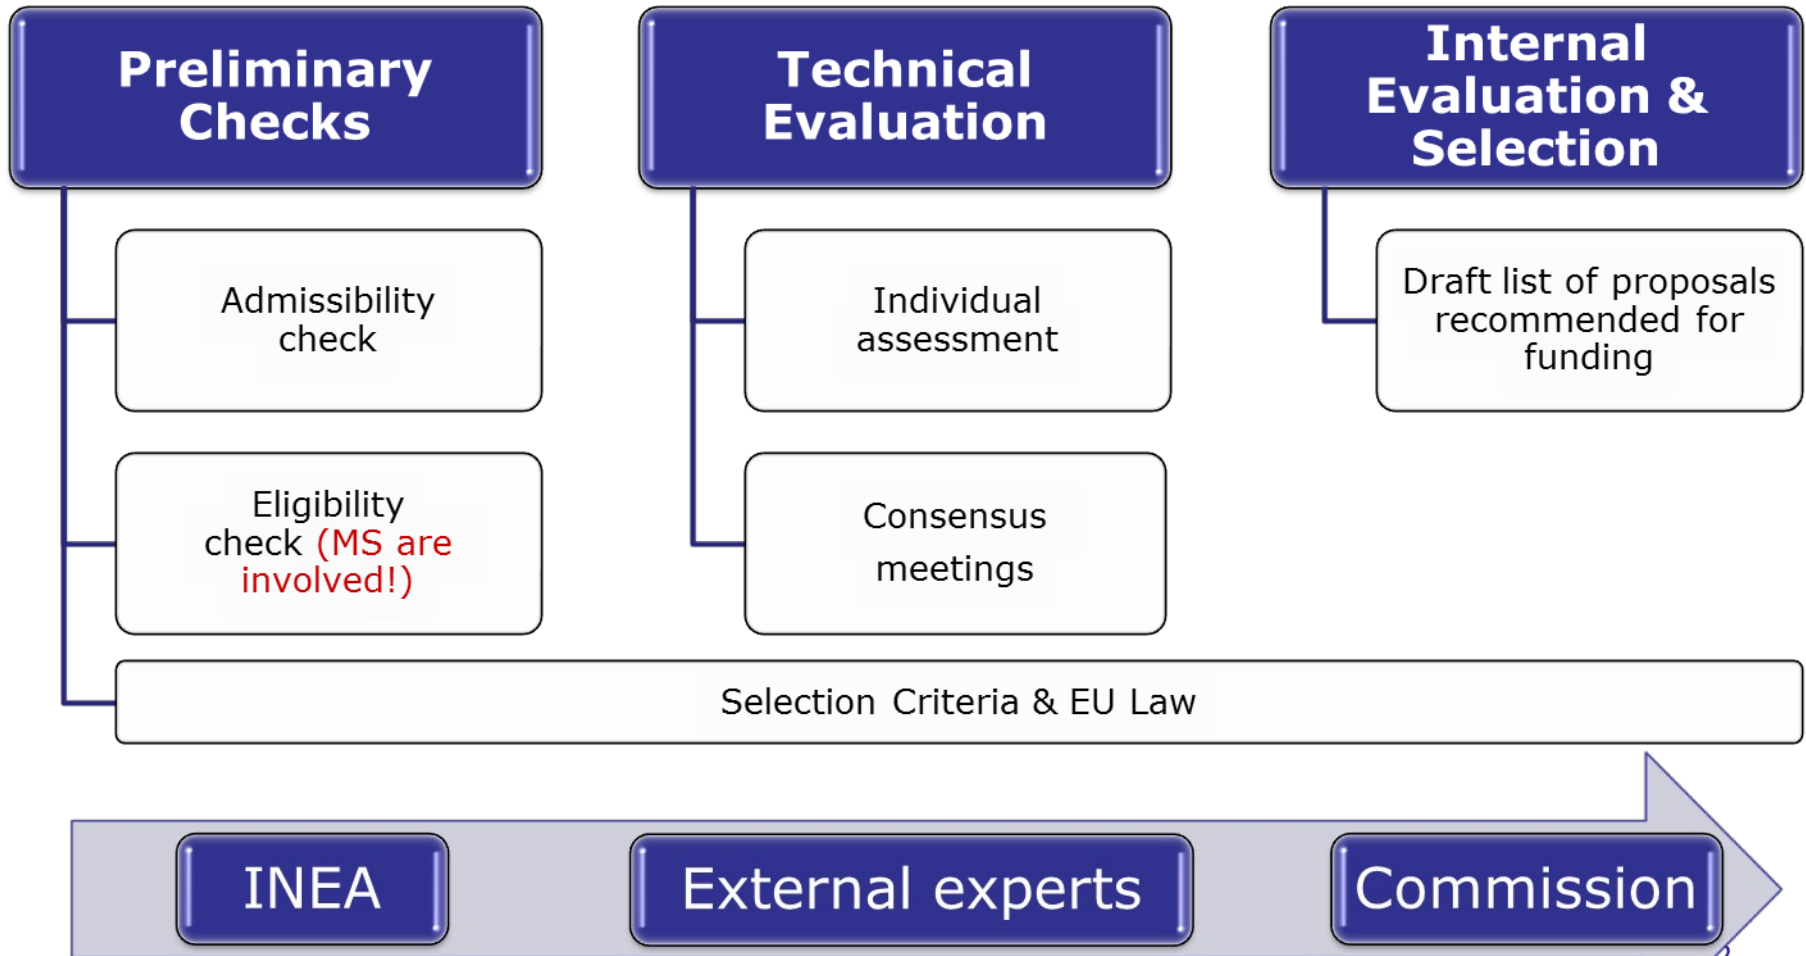 Preliminary
Checks
Admissibility
check
Eligibility
check (MS are
involved!)
Technical
Evaluation
Individual
assessment
Consensus
meetings
Internal
Evaluation &
Selection
Draft list of proposals
recommended for
funding
Selection Criteria & EU Law
INEA
External experts
Commission